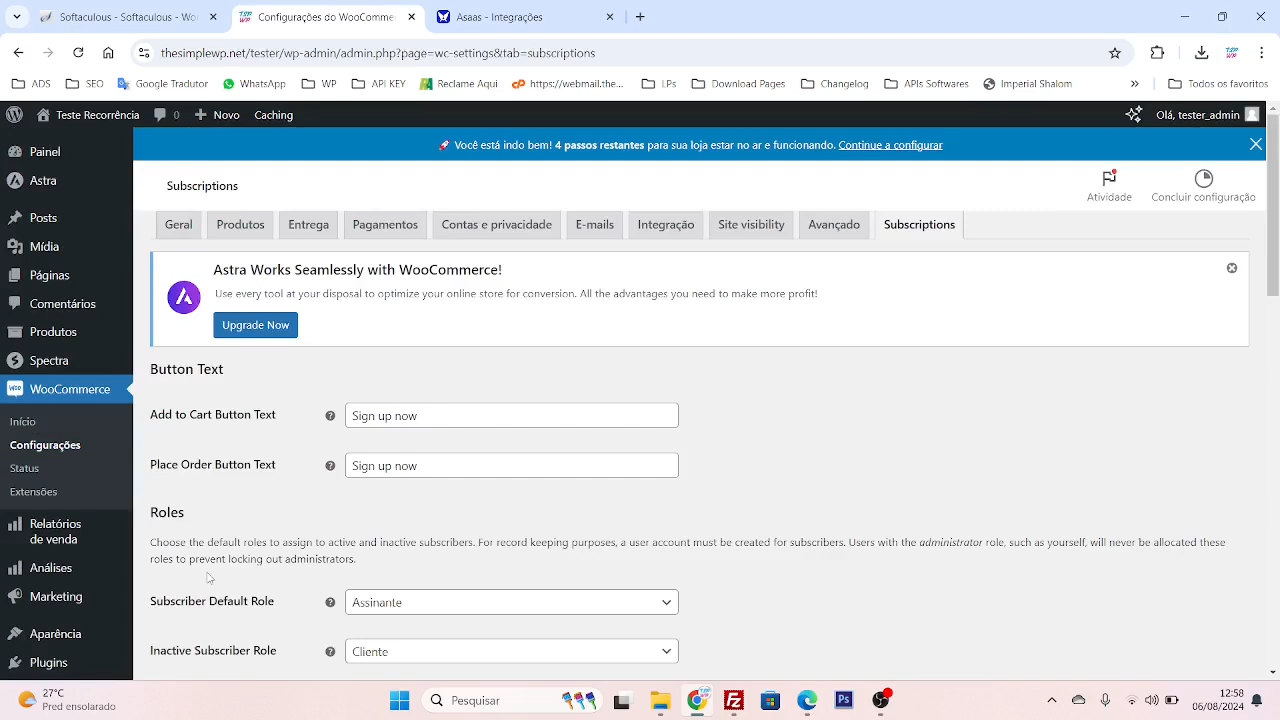 Softaculous - Softaculous - Wo
Configurações do WooCommerc
Asaas - Integrações
thesimplewp.net/tester/wp-admin/admin.php?page=wc-settings&tab=subscriptions
ADS
SEO
Google Tradutor
WhatsApp
WP
API KEY
Reclame Aqui
https://webmail.the...
LPs
Download Pages
Changelog
APIs Softwares
Imperial Shalom
»
Todos os favoritos
Teste Recorrência
0
Novo
Caching
Olá, tester_admin
Você está indo bem! 4 passos restantes para sua loja estar no ar e funcionando. Continue a configurar
Painel
Astra
Posts
Mídia
Páginas
Comentários
Produtos
Spectra
WooCommerce
Início
Configurações
Status
Extensões
Relatórios
de venda
Análises
Marketing
Aparência
Plugins
Subscriptions
Atividade
Concluir configuração
Geral
Produtos
Entrega
Pagamentos
Contas e privacidade
E-mails
Integração
Site visibility
Avançado
Subscriptions
Astra Works Seamlessly with WooCommerce!
Use every tool at your disposal to optimize your online store for conversion. All the advantages you need to make more profit!
Upgrade Now
Button Text
Add to Cart Button Text
Sign up now
Place Order Button Text
Sign up now
Roles
Choose the default roles to assign to active and inactive subscribers. For record keeping purposes, a user account must be created for subscribers. Users with the administrator role, such as yourself, will never be allocated these
roles to prevent locking out administrators.
Subscriber Default Role
Assinante
Inactive Subscriber Role
Cliente
27°C
Pred ensolarado
Pesquisar
Ps
12:58
06/08/2024